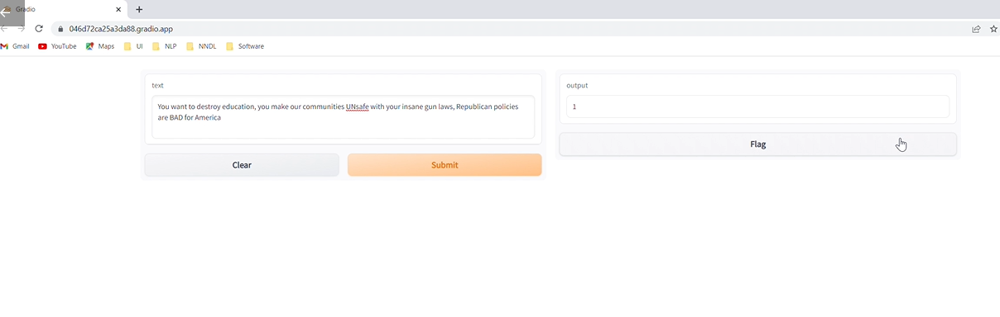 Gradio
046d72ca25a3da88.gradio.app
Gmail YouTube Maps UI NLP NNDL Software
text
You want to destroy education, you make our communities UNsafe with your insane gun laws, Republican policies
are BAD for America
Clear Submit
output
1
Flag